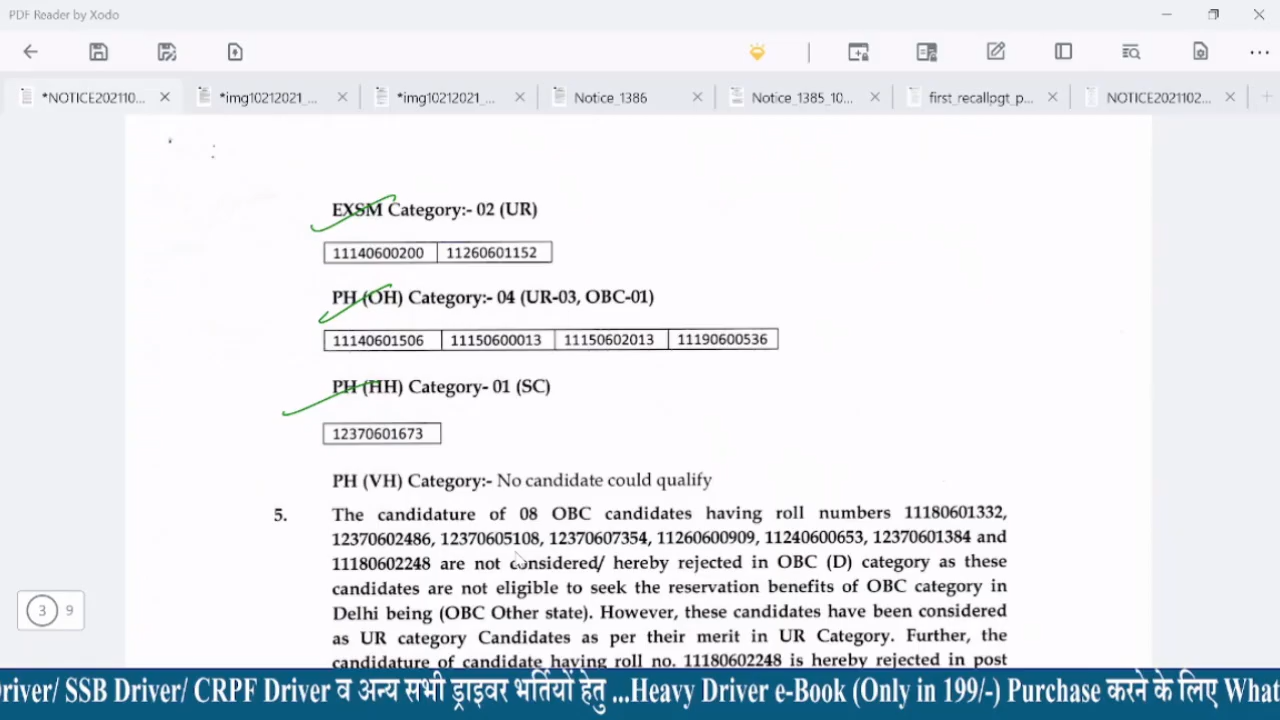 PDF Reader by Xodo
*NOTICE202110... *img10212021_... *img10212021_... Notice_1386 Notice_1385_10... first_recallpgt_p... NOTICE2021102...
EXSM Category:- 02 (UR)
11140600200 11260601152
PH (OH) Category:- 04 (UR-03, OBC-01)
11140601506 11150600013 11150602013 11190600536
PH (HH) Category- 01 (SC)
12370601673
PH (VH) Category:- No candidate could qualify
5. The candidature of 08 OBC candidates having roll numbers 11180601332,
12370602486, 12370605108, 12370607354, 11260600909, 11240600653, 12370601384 and
11180602248 are not considered/ hereby rejected in OBC (D) category as these
candidates are not eligible to seek the reservation benefits of OBC category in
Delhi being (OBC Other state). However, these candidates have been considered
as UR category Candidates as per their merit in UR Category. Further, the
candidature of candidate having roll no. 11180602248 is hereby rejected in post
3 9
Driver/ SSB Driver/ CRPF Driver व अन्य सभी ड्राइवर भर्तियों हेतु ...Heavy Driver e-Book (Only in 199/-) Purchase करने के लिए What